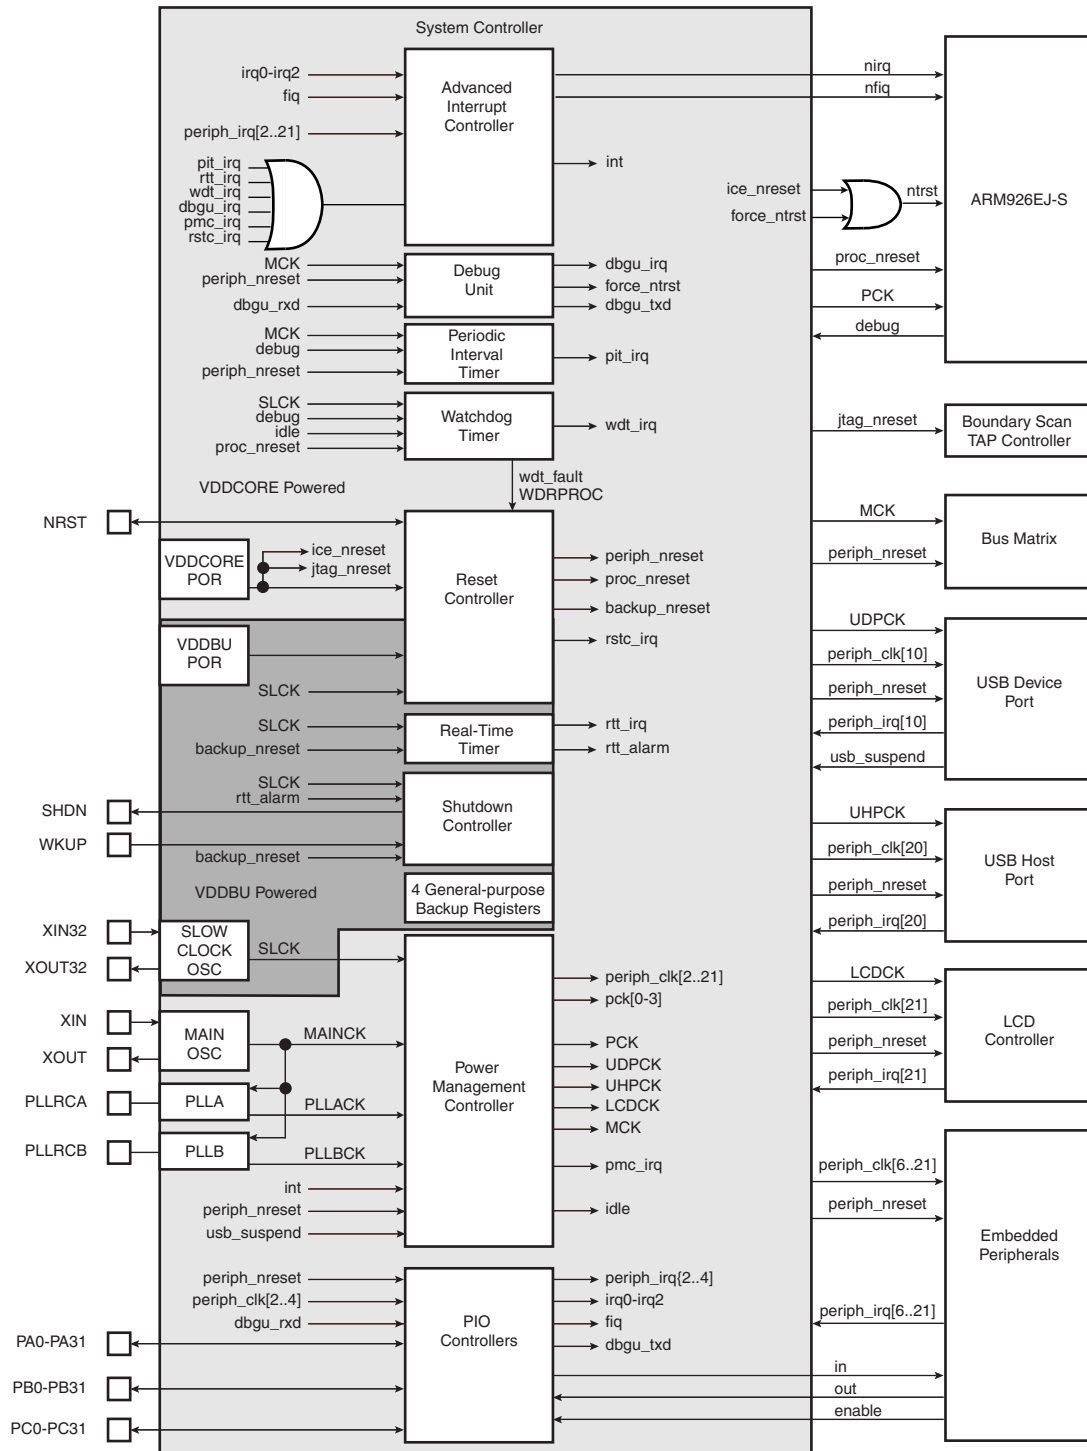 System Controller
irq0-irq2
fiq
periph_irq[2..21]
pit_irq
rtt_irq
wdt_irq
dbgu_irq
pmc_irq
rstc_irq
Advanced
Interrupt
Controller
int
nirq
nfiq
ice_nreset
force_ntrst
ntrst
ARM926EJ-S
proc_nreset
PCK
debug
MCK
periph_nreset
dbgu_rxd
Debug
Unit
dbgu_irq
force_ntrst
dbgu_txd
MCK
debug
periph_nreset
Periodic
Interval
Timer
pit_irq
SLCK
debug
idle
proc_nreset
Watchdog
Timer
wdt_irq
jtag_nreset
Boundary Scan
TAP Controller
wdt_fault
WDRPROC
VDDCORE Powered
NRST
VDDCORE
POR
ice_nreset
jtag_nreset
Reset
Controller
periph_nreset
proc_nreset
backup_nreset
rstc_irq
MCK
periph_nreset
Bus Matrix
VDDBU
POR
SLCK
UDPCK
periph_clk[10]
periph_nreset
periph_irq[10]
usb_suspend
USB Device
Port
SLCK
backup_nreset
Real-Time
Timer
rtt_irq
rtt_alarm
SLCK
rtt_alarm
SHDN
WKUP
backup_nreset
Shutdown
Controller
UHPCK
periph_clk[20]
periph_nreset
periph_irq[20]
USB Host
Port
VDDBU Powered
4 General-purpose
Backup Registers
XIN32
XOUT32
SLOW
CLOCK
OSC
SLCK
XIN
XOUT
MAIN
OSC
MAINCK
PLLRCA
PLLA
PLLACK
PLLRCB
PLLB
PLLBCK
int
periph_nreset
usb_suspend
Power
Management
Controller
periph_clk[2..21]
pck[0-3]
PCK
UDPCK
UHPCK
LCDCK
MCK
pmc_irq
idle
LCDCK
periph_clk[21]
periph_nreset
periph_irq[21]
LCD
Controller
periph_clk[6..21]
periph_nreset
periph_irq[6..21]
in
out
enable
Embedded
Peripherals
periph_nreset
periph_clk[2..4]
dbgu_rxd
PA0-PA31
PB0-PB31
PC0-PC31
PIO
Controllers
periph_irq{2..4]
irq0-irq2
fiq
dbgu_txd